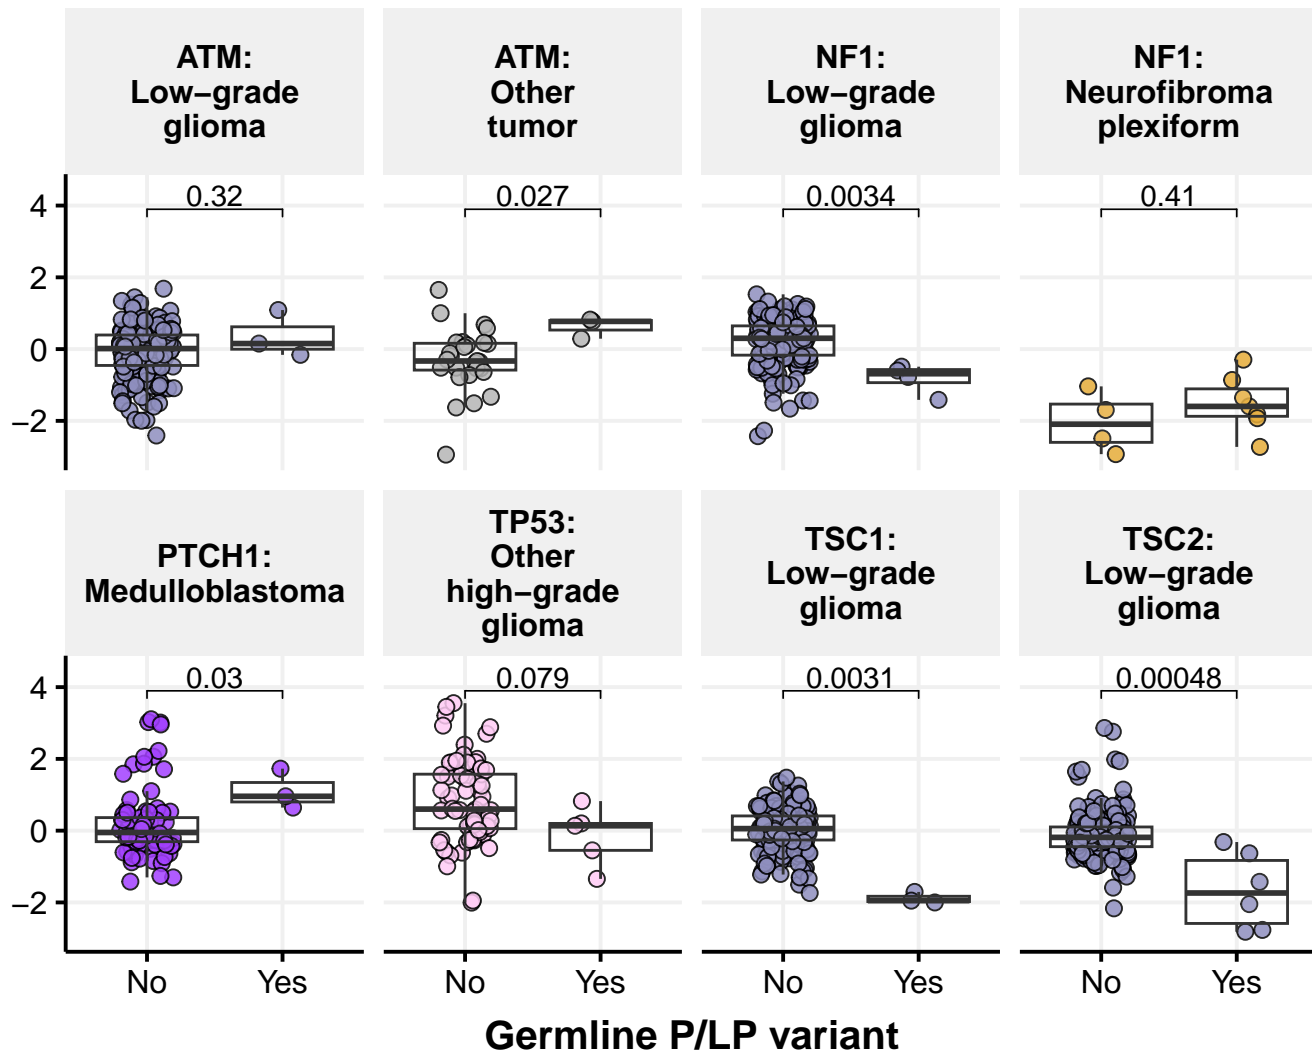 ATM:
Low−grade
glioma
ATM:
Other
tumor
NF1:
Low−grade
glioma
NF1:
Neurofibroma
plexiform
0.32
0.027
0.0034
0.41
4
2
0
−2
PTCH1:
Medulloblastoma
TP53:
Other
high−grade
glioma
TSC1:
Low−grade
glioma
TSC2:
Low−grade
glioma
0.03
0.079
0.0031
0.00048
4
2
0
−2
No Yes No Yes No Yes No Yes
Germline P/LP variant